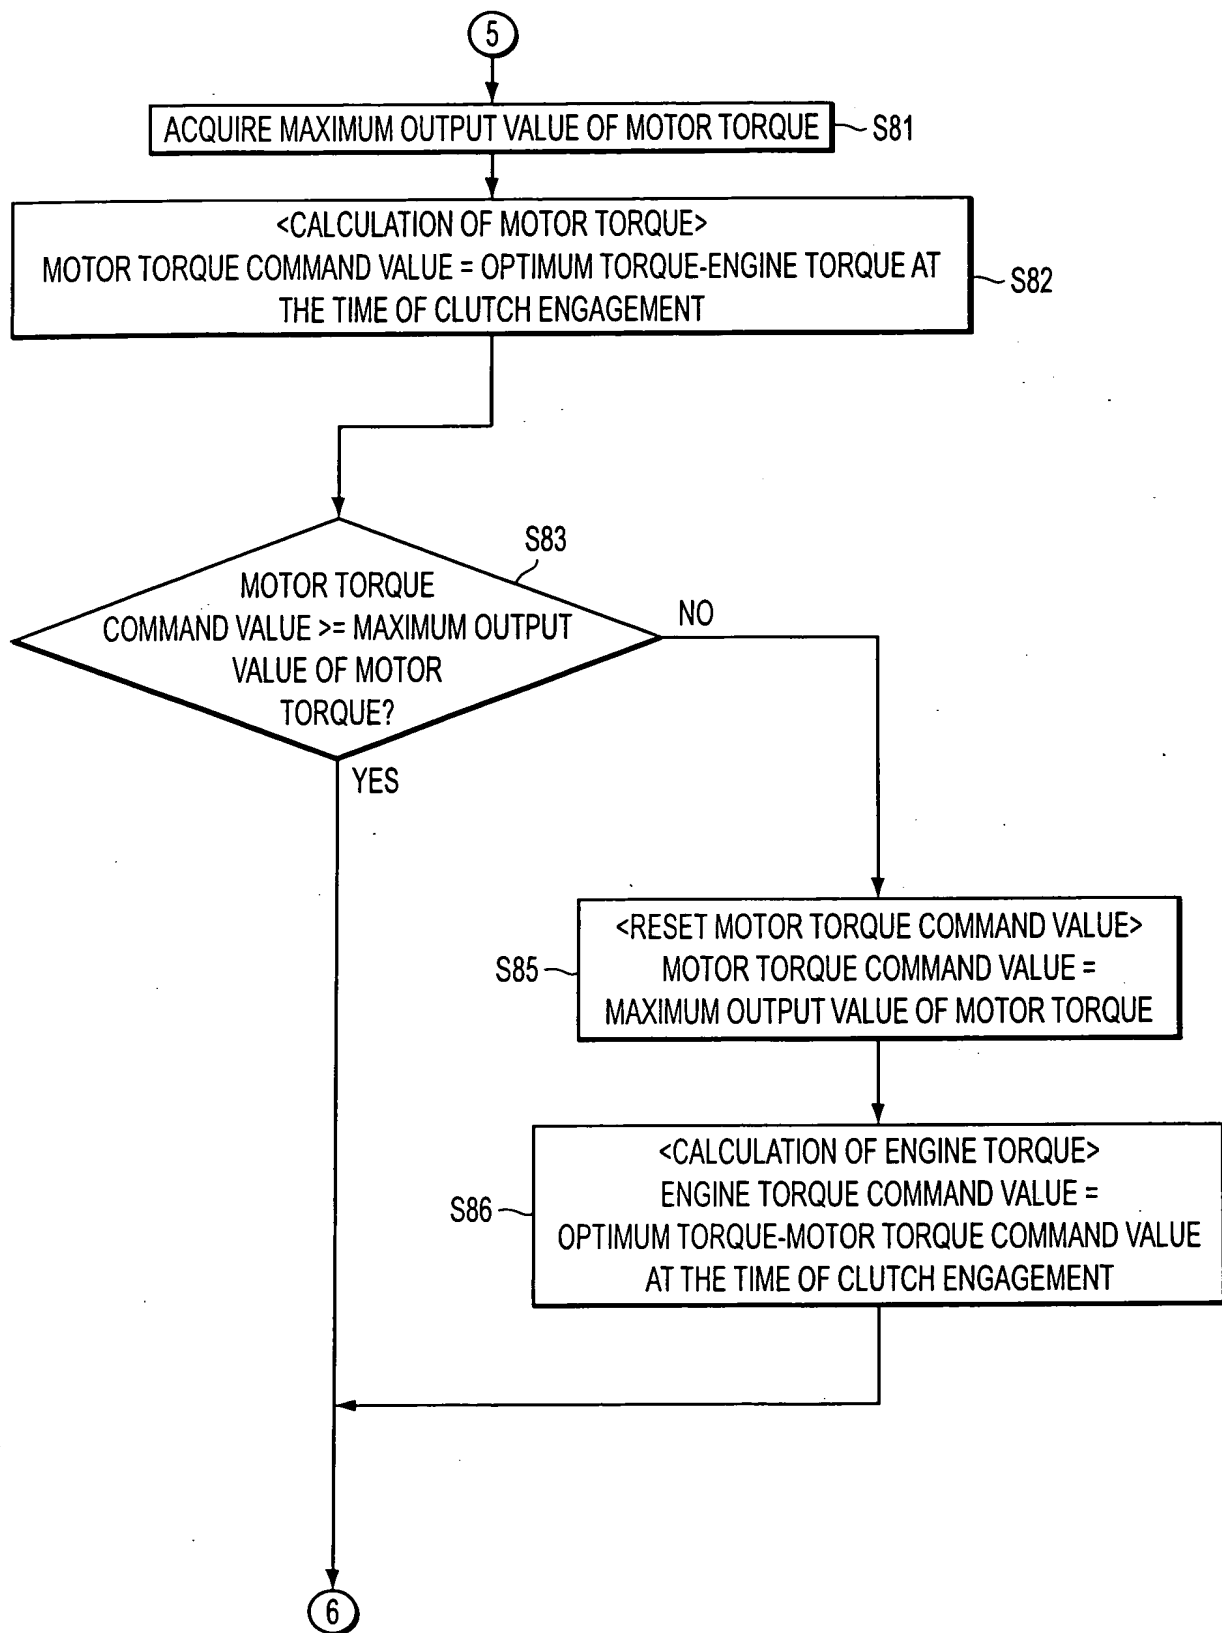 5
ACQUIRE MAXIMUM OUTPUT VALUE OF MOTOR TORQUE
S81
<CALCULATION OF MOTOR TORQUE>
MOTOR TORQUE COMMAND VALUE = OPTIMUM TORQUE-ENGINE TORQUE AT
THE TIME OF CLUTCH ENGAGEMENT
S82
S83
MOTOR TORQUE
COMMAND VALUE >= MAXIMUM OUTPUT
VALUE OF MOTOR
TORQUE?
NO
YES
<RESET MOTOR TORQUE COMMAND VALUE>
MOTOR TORQUE COMMAND VALUE =
MAXIMUM OUTPUT VALUE OF MOTOR TORQUE
S85
<CALCULATION OF ENGINE TORQUE>
ENGINE TORQUE COMMAND VALUE =
OPTIMUM TORQUE-MOTOR TORQUE COMMAND VALUE
AT THE TIME OF CLUTCH ENGAGEMENT
S86
6